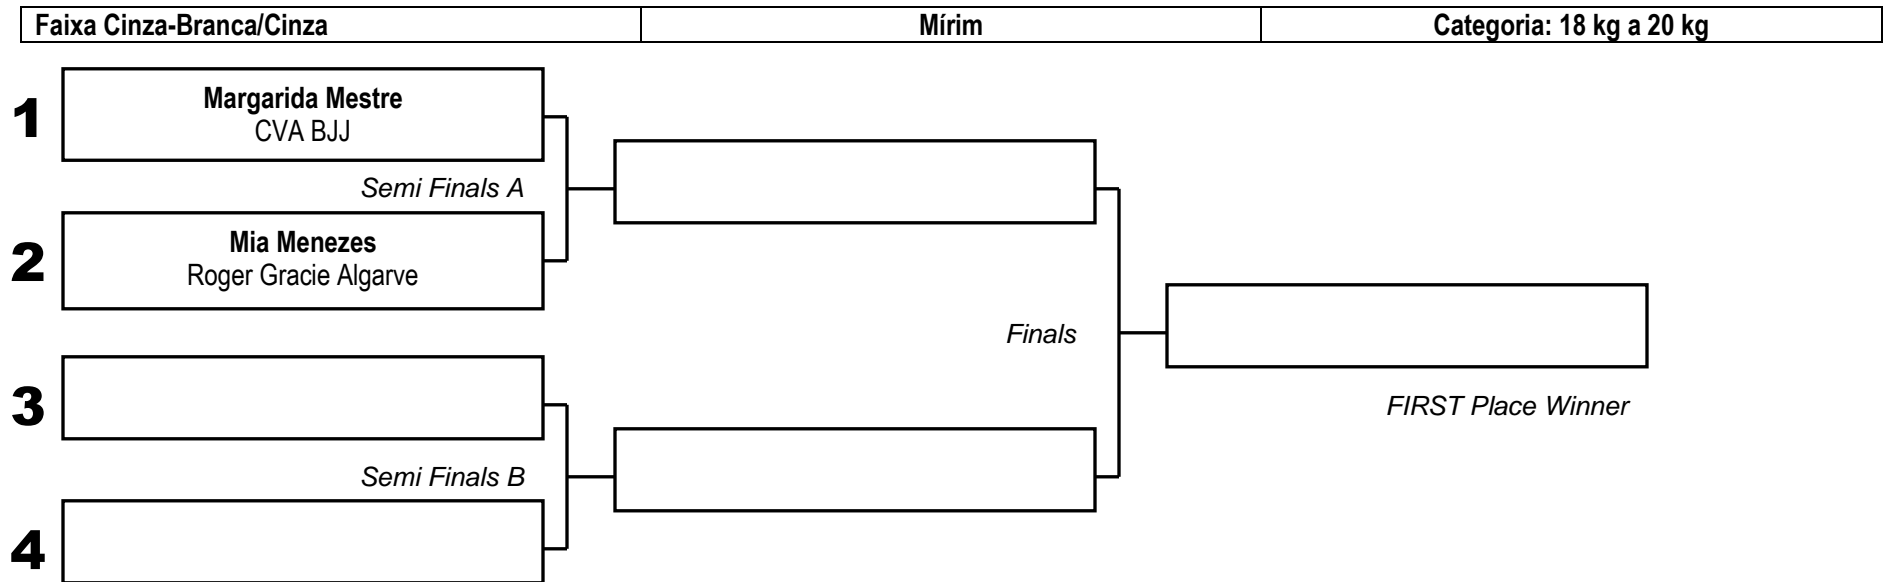 Faixa Cinza-Branca/Cinza Mírim Categoria: 18 kg a 20 kg
1 Margarida Mestre
CVA BJJ
Semi Finals A
2 Mia Menezes
Roger Gracie Algarve
Finals
3
FIRST Place Winner
Semi Finals B
4